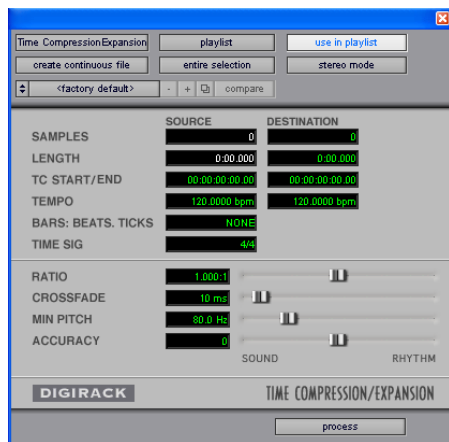 Time CompressionExpansion playlist use in playlist
create continuous file entire selection stereo mode
<factory default> - + compare
SOURCE DESTINATION
SAMPLES 0 0
LENGTH 0:00.000 0:00.000
TC START/END 00:00:00:00.00 00:00:00:00.00
TEMPO 120.0000 bpm 120.0000 bpm
BARS: BEATS. TICKS NONE
TIME SIG 4/4
RATIO 1.000:1
CROSSFADE 10 ms
MIN PITCH 80.0 Hz
ACCURACY 0
SOUND RHYTHM
DIGIRACK TIME COMPRESSION/EXPANSION
process